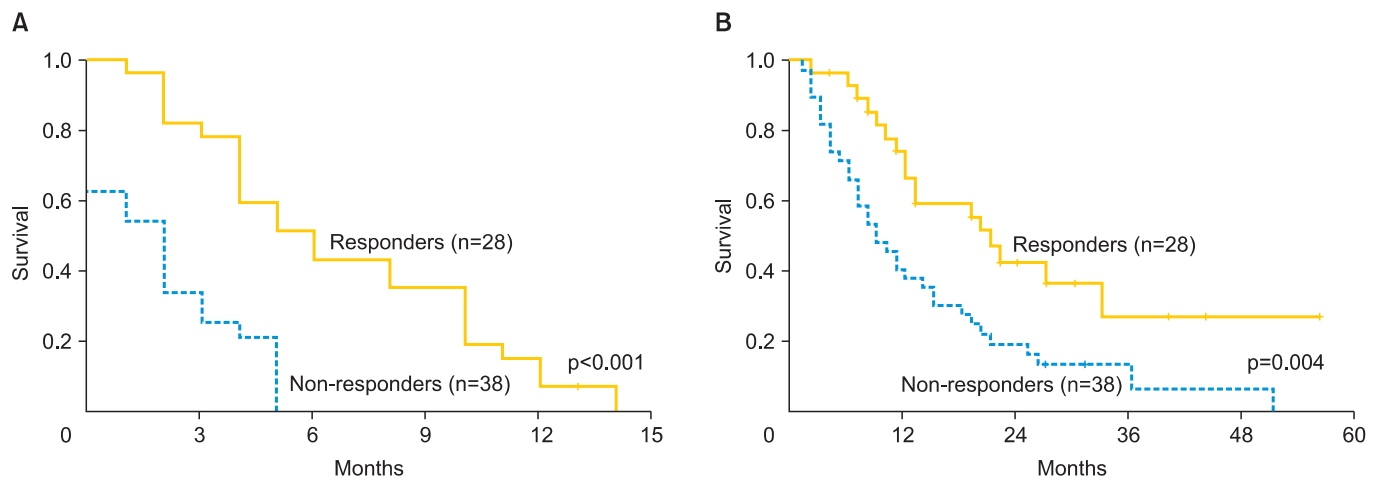 A
Survival
1.0
0.8
0.6
0.4
0.2
0
3
6
9
12
15
Months
Responders (n=28)
Non-responders (n=38)
p<0.001
B
Survival
1.0
0.8
0.6
0.4
0.2
0
12
24
36
48
60
Months
Responders (n=28)
Non-responders (n=38)
p=0.004